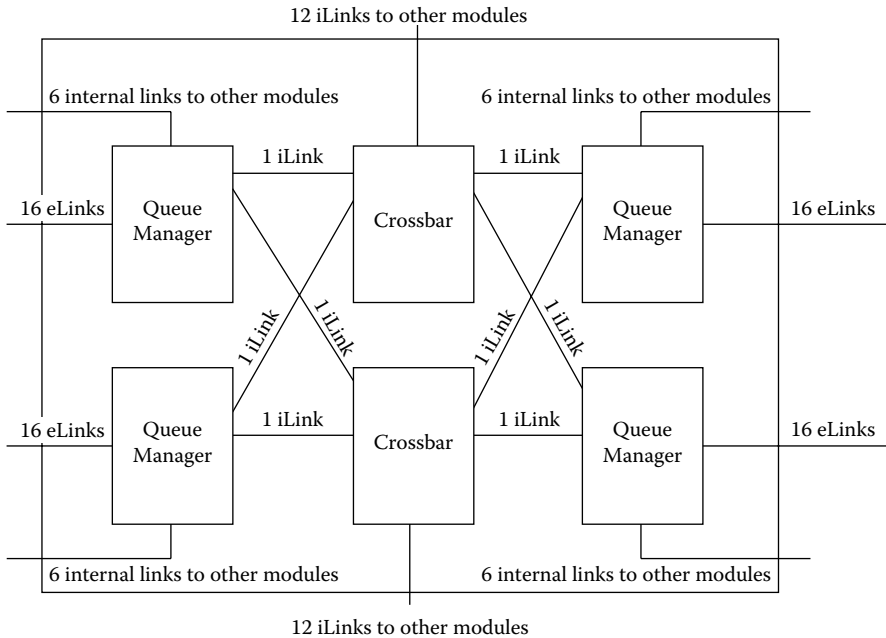 12 iLinks to other modules
6 internal links to other modules
6 internal links to other modules
1 iLink
1 iLink
Queue
Manager
Crossbar
Queue
Manager
16 eLinks
16 eLinks
1 iLink
1 iLink
1 iLink
1 iLink
1 iLink
1 iLink
Queue
Manager
Crossbar
Queue
Manager
16 eLinks
16 eLinks
6 internal links to other modules
6 internal links to other modules
12 iLinks to other modules